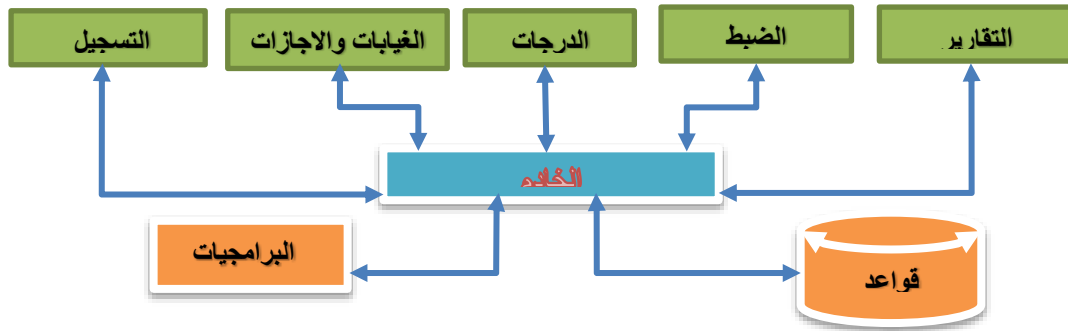 التقارير
الضبط
الدرجات
الغيابات والاجازات
التسجيل
الخادم
البرامجيات
قواعد